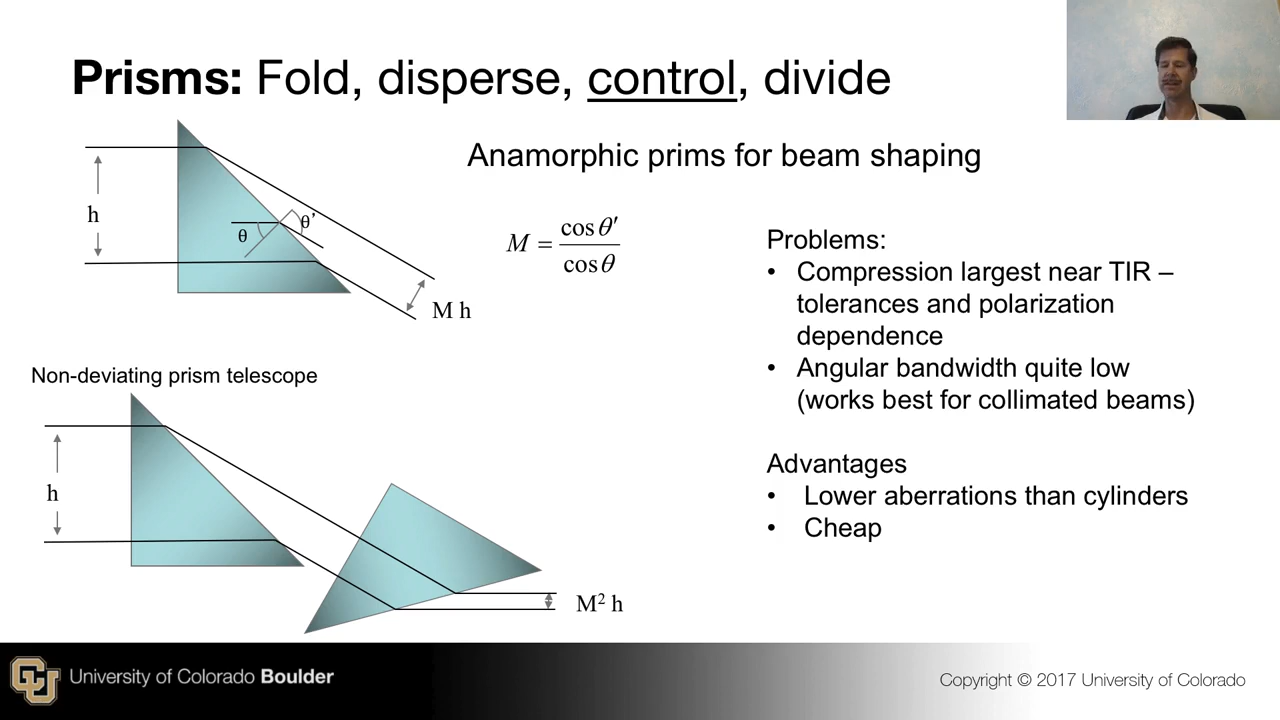 Prisms: Fold, disperse, control, divide
Anamorphic prims for beam shaping
h
θ
θ'
M h
M = cos θ′ / cos θ
Problems:
• Compression largest near TIR –
tolerances and polarization
dependence
• Angular bandwidth quite low
(works best for collimated beams)
Advantages
• Lower aberrations than cylinders
• Cheap
Non-deviating prism telescope
h
M² h
CU
University of Colorado Boulder
Copyright © 2017 University of Colorado